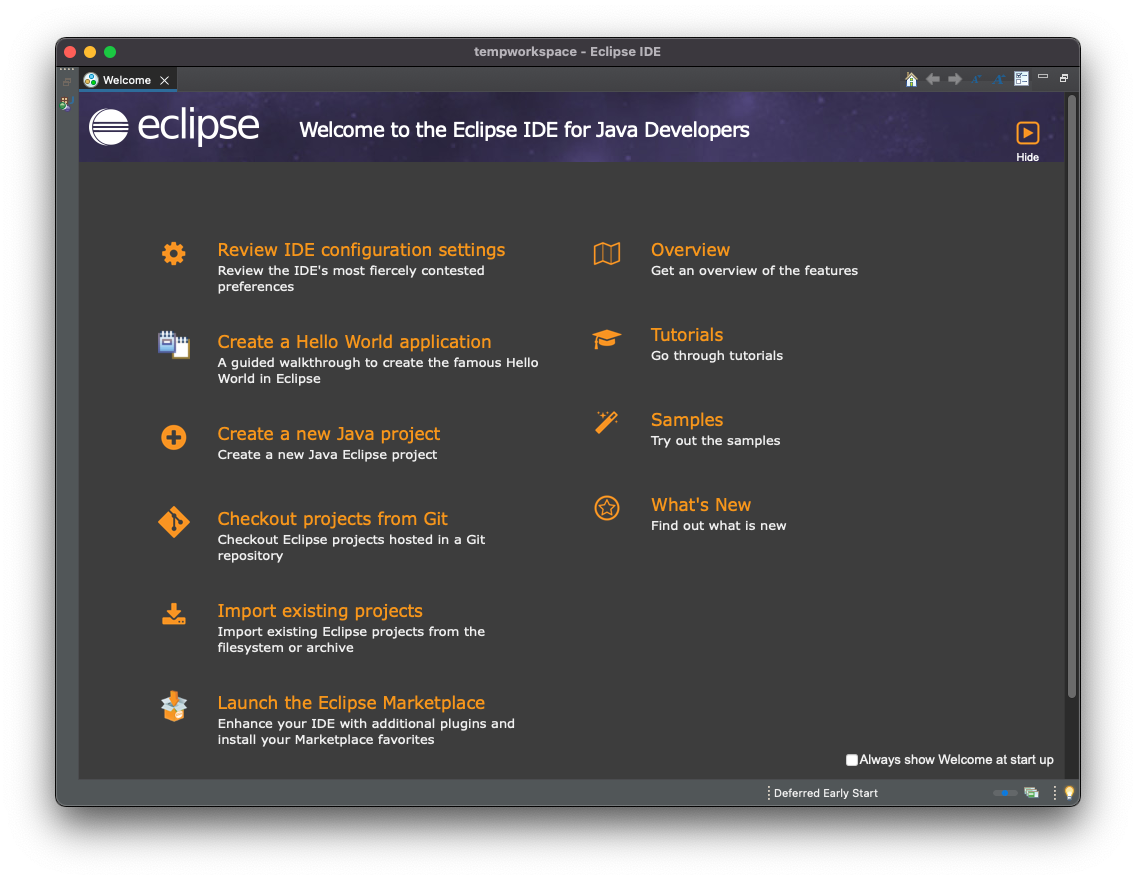 tempworkspace - Eclipse IDE
Welcome
eclipse
Welcome to the Eclipse IDE for Java Developers
Hide
Review IDE configuration settings
Review the IDE's most fiercely contested
preferences
Create a Hello World application
A guided walkthrough to create the famous Hello
World in Eclipse
Create a new Java project
Create a new Java Eclipse project
Checkout projects from Git
Checkout Eclipse projects hosted in a Git
repository
Import existing projects
Import existing Eclipse projects from the
filesystem or archive
Launch the Eclipse Marketplace
Enhance your IDE with additional plugins and
install your Marketplace favorites
Overview
Get an overview of the features
Tutorials
Go through tutorials
Samples
Try out the samples
What's New
Find out what is new
Always show Welcome at start up
Deferred Early Start